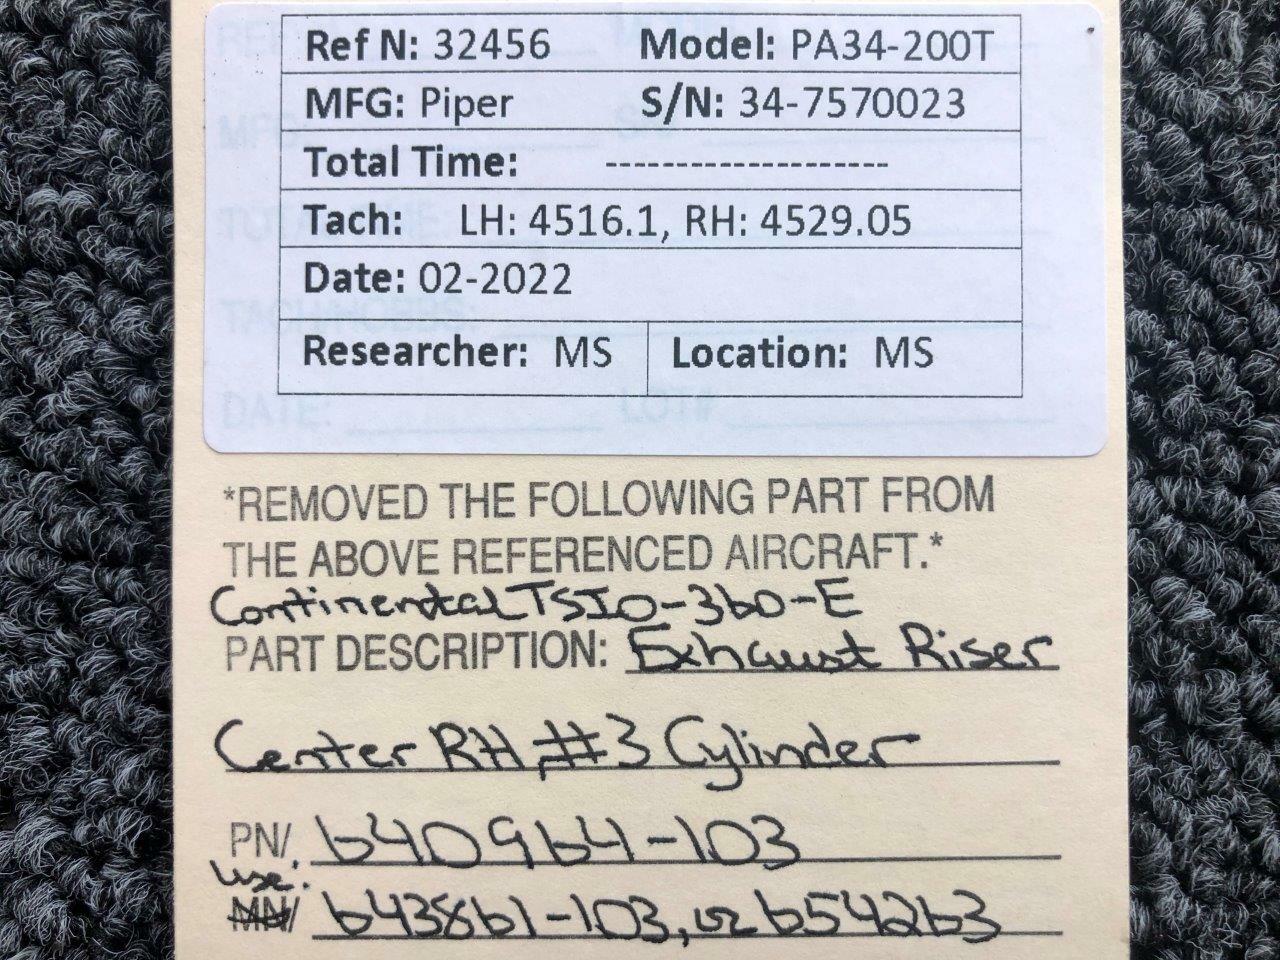 Ref N: 32456 Model: PA34-200T
MFG: Piper S/N: 34-7570023
Total Time: --------------------
Tach: LH: 4516.1, RH: 4529.05
Date: 02-2022
Researcher: MS Location: MS
*REMOVED THE FOLLOWING PART FROM
THE ABOVE REFERENCED AIRCRAFT.*
Continental TSIO-360-E
PART DESCRIPTION: Exhaust Riser
Center RH, #3 Cylinder
PN/ 640964-103
use:
MN/ 643861-103, or 654263